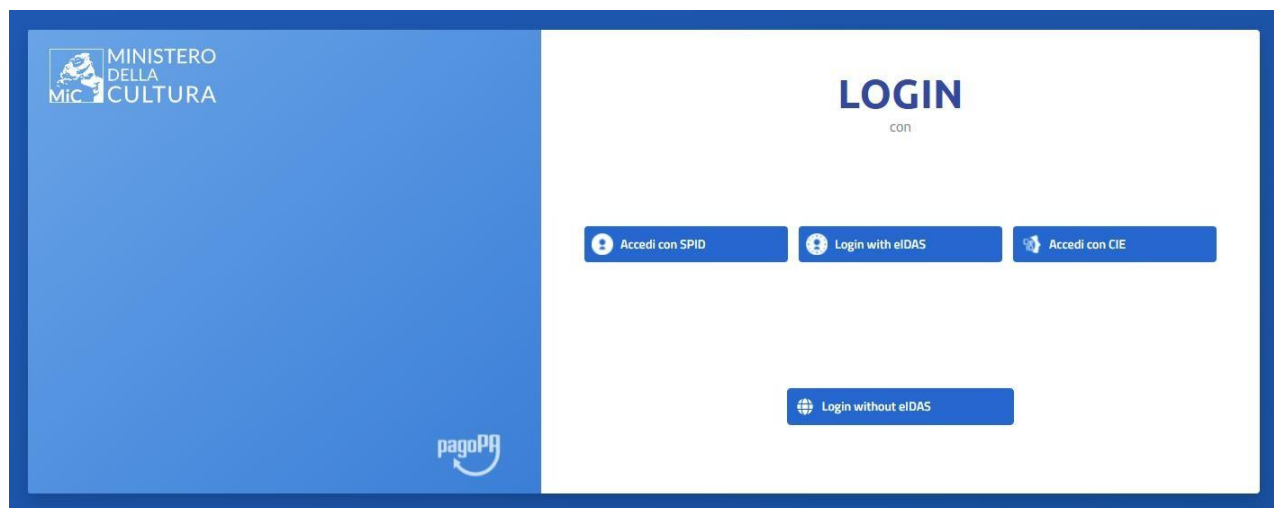 MINISTERO
DELLA
MiC CULTURA
LOGIN
con
Accedi con SPID
Login with eIDAS
Accedi con CIE
Login without eIDAS
pagoPA